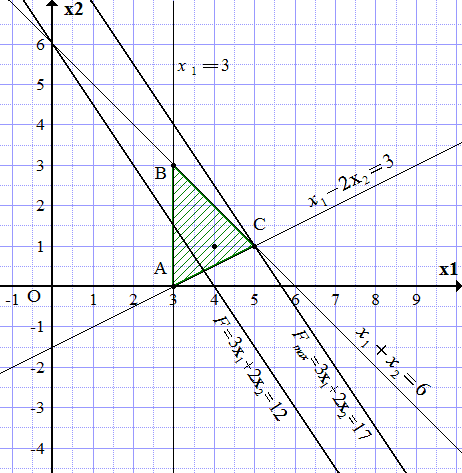 x2
6
x₁ = 3
5
4
3
B
x₁−2x₂=3
2
C
1
A
x1
O
-1 1 2 3 4 5 6 7 8 9
-1
F=3x₁+2x₂=12
F max=3x₁+2x₂=17
x₁+x₂=6
-2
-3
-4